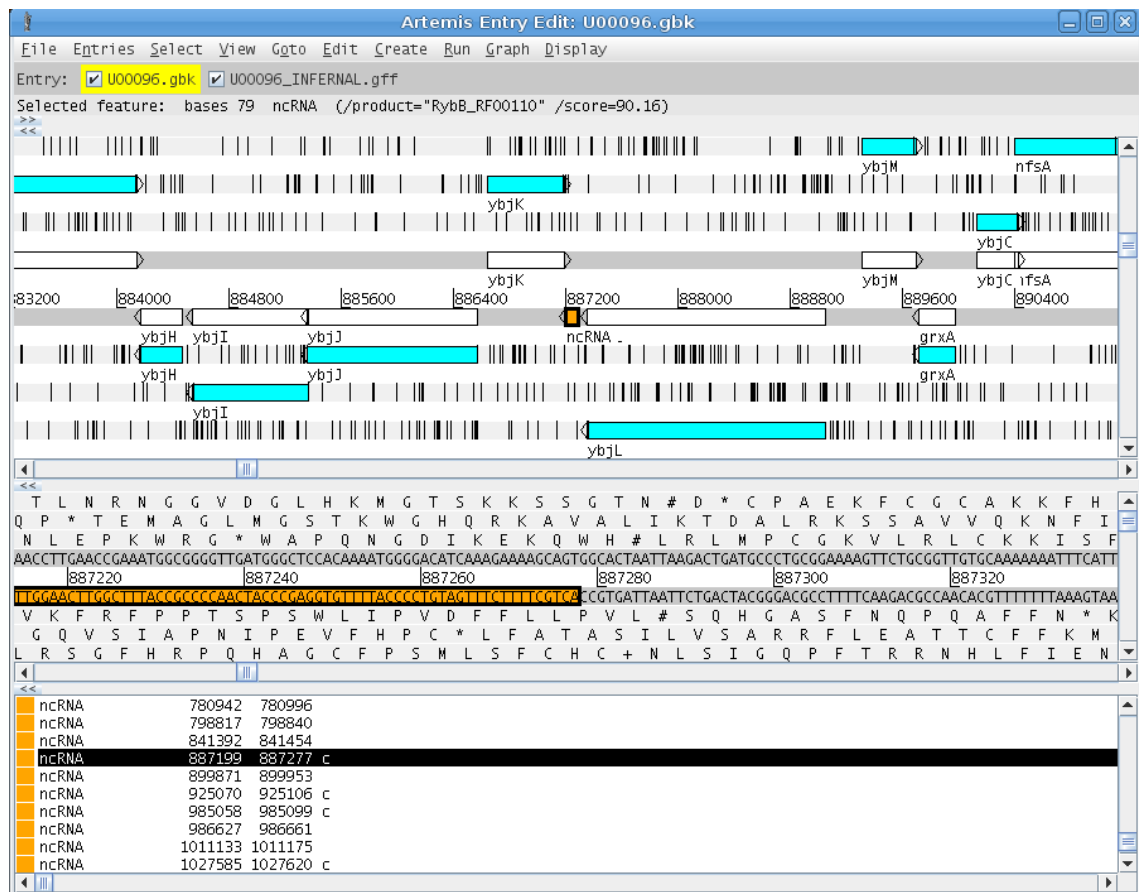 Artemis Entry Edit: U00096.gbk
File Entries Select View Goto Edit Create Run Graph Display
Entry: U00096.gbk U00096_INFERNAL.gff
Selected feature: bases 79 ncRNA (/product="RybB_RF00110" /score=90.16)
>>
<<
ybjM nfsA
ybjK
ybjC
ybjK ybjM ybjC nfsA
83200 884000 884800 885600 886400 887200 888000 888800 889600 890400
ybjH ybjI ybjJ ncRNA _ grxA
ybjH ybjJ grxA
ybjI
ybjL
<<
T L N R N G G V D G L H K M G T S K K S S G T N # D * C P A E K F C G C A K K F H
Q P * T E M A G L M G S T K W G H Q R K A V A L I K T D A L R K S S A V V Q K N F I
N L E P K W R G * W A P Q N G D I K E K Q W H # L R L M P C G K V L R L C K K I S F
AACCTTGAACCGAAATGGCGGGGTTGATGGGCTCCACAAAATGGGGACATCAAAGAAAAGCAGTGGCACTAATTAAGACTGATGCCCTGCGGAAAAGTTCTGCGGTTGTGCAAAAAAATTTCATT
887220 887240 887260 887280 887300 887320
TTGGAACTTGGCTTTACCGCCCCAACTACCCGAGGTGTTTTACCCCTGTAGTTTCTTTTCGTCACCGTGATTAATTCTGACTACGGGACGCCTTTTCAAGACGCCAACACGTTTTTTTAAAGTAA
V K F R F P P T S P S W L I P V D F F L L P V L # S Q H G A S F N Q P Q A F F N * K
G Q V S I A P N I P E V F H P C * L F A T A S I L V S A R R F L E A T T C F F K M
L R S G F H R P Q H A G C F P S M L S F C H C + N L S I G Q P F T R R N H L F I E N
<<
ncRNA 780942 780996
ncRNA 798817 798840
ncRNA 841392 841454
ncRNA 887199 887277 c
ncRNA 899871 899953
ncRNA 925070 925106 c
ncRNA 985058 985099 c
ncRNA 986627 986661
ncRNA 1011133 1011175
ncRNA 1027585 1027620 c